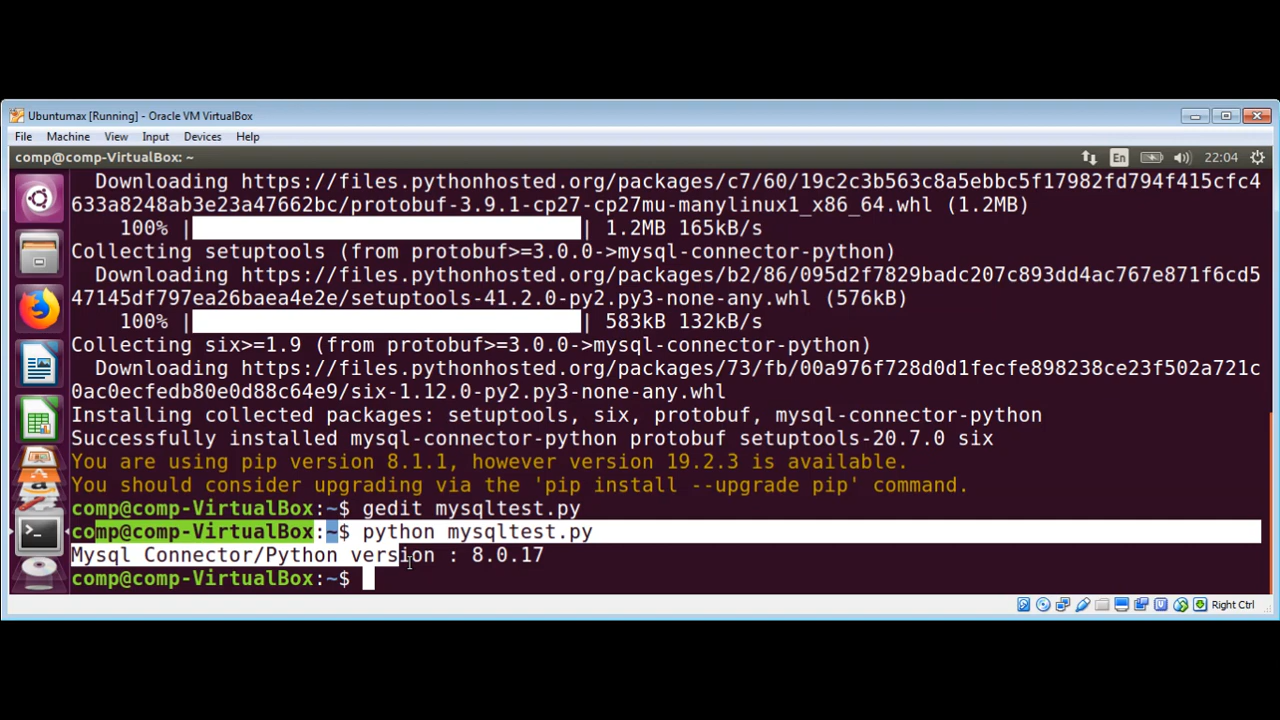 Ubuntumax [Running] - Oracle VM VirtualBox
File Machine View Input Devices Help
comp@comp-VirtualBox: ~ En 22:04
Downloading https://files.pythonhosted.org/packages/c7/60/19c2c3b563c8a5ebbc5f17982fd794f415cfc4
633a8248ab3e23a47662bc/protobuf-3.9.1-cp27-cp27mu-manylinux1_x86_64.whl (1.2MB)
100% | | 1.2MB 165kB/s
Collecting setuptools (from protobuf>=3.0.0->mysql-connector-python)
Downloading https://files.pythonhosted.org/packages/b2/86/095d2f7829badc207c893dd4ac767e871f6cd5
47145df797ea26baea4e2e/setuptools-41.2.0-py2.py3-none-any.whl (576kB)
100% | | 583kB 132kB/s
Collecting six>=1.9 (from protobuf>=3.0.0->mysql-connector-python)
Downloading https://files.pythonhosted.org/packages/73/fb/00a976f728d0d1fecfe898238ce23f502a721c
0ac0ecfedb80e0d88c64e9/six-1.12.0-py2.py3-none-any.whl
Installing collected packages: setuptools, six, protobuf, mysql-connector-python
Successfully installed mysql-connector-python protobuf setuptools-20.7.0 six
You are using pip version 8.1.1, however version 19.2.3 is available.
You should consider upgrading via the 'pip install --upgrade pip' command.
comp@comp-VirtualBox:~$ gedit mysqltest.py
comp@comp-VirtualBox:~$ python mysqltest.py
Mysql Connector/Python version : 8.0.17
comp@comp-VirtualBox:~$
Right Ctrl